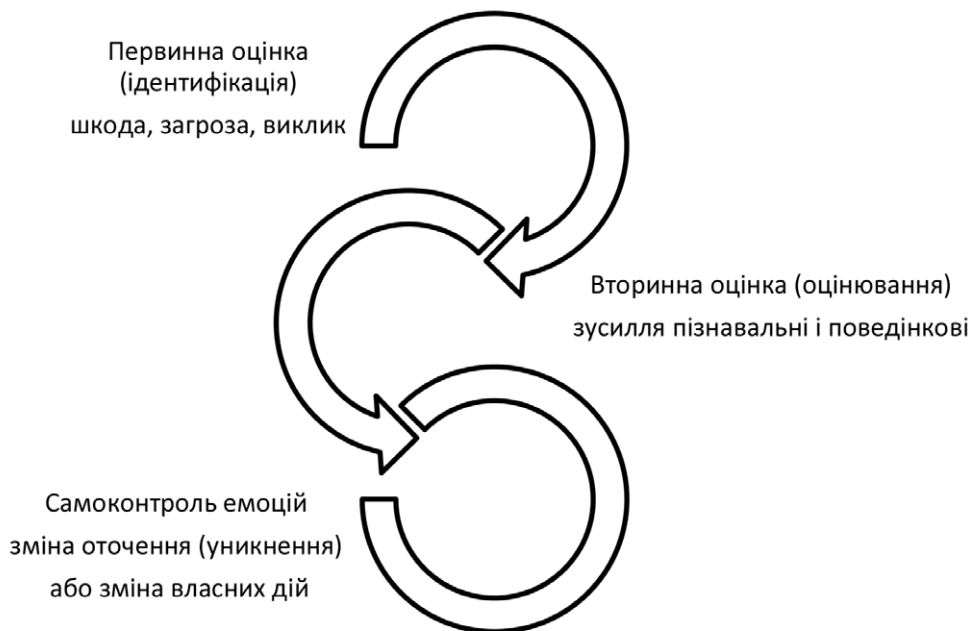 Первинна оцінка
(ідентифікація)
шкода, загроза, виклик
Вторинна оцінка (оцінювання)
зусилля пізнавальні і поведінкові
Самоконтроль емоцій
зміна оточення (уникнення)
або зміна власних дій